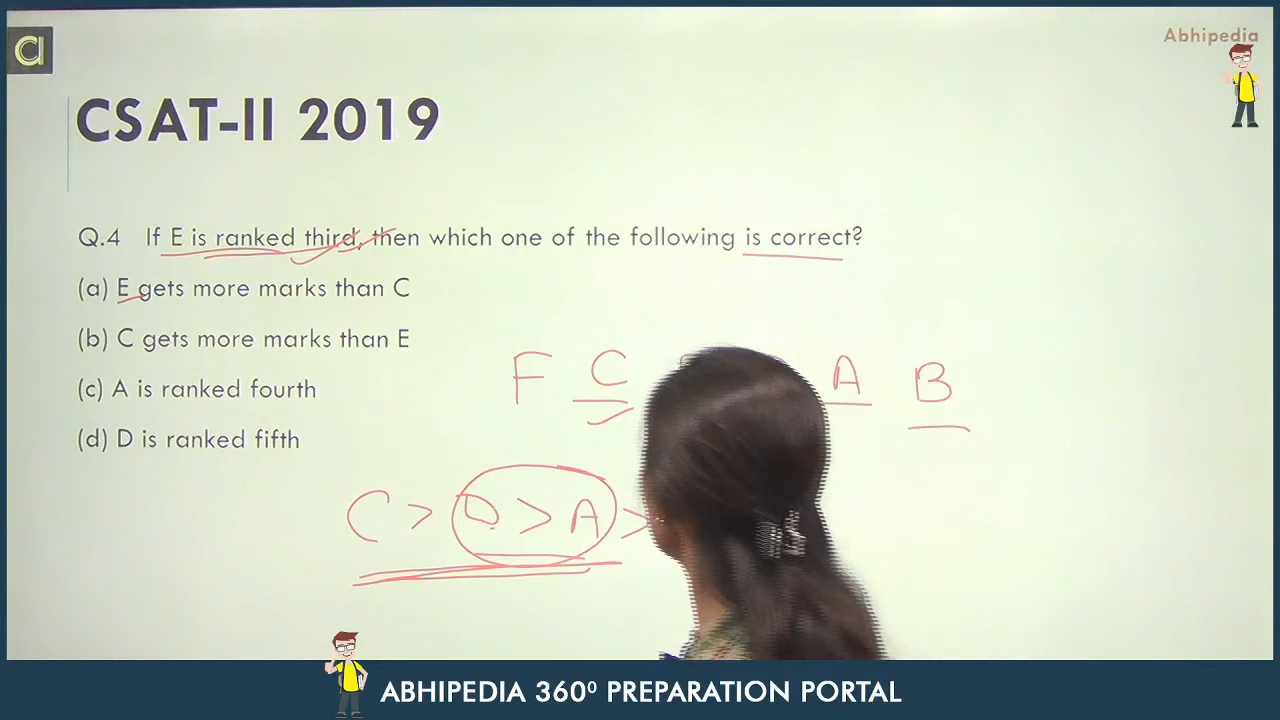 Abhipedia
CSAT-II 2019
Q.4 If E is ranked third, then which one of the following is correct?
(a) E gets more marks than C
(b) C gets more marks than E
(c) A is ranked fourth
(d) D is ranked fifth
F C A B
C > D > A >
ABHIPEDIA 360⁰ PREPARATION PORTAL